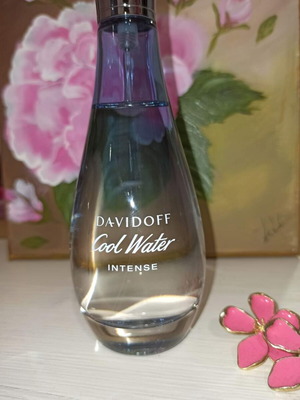 DAVIDOFF
Cool Water
INTENSE